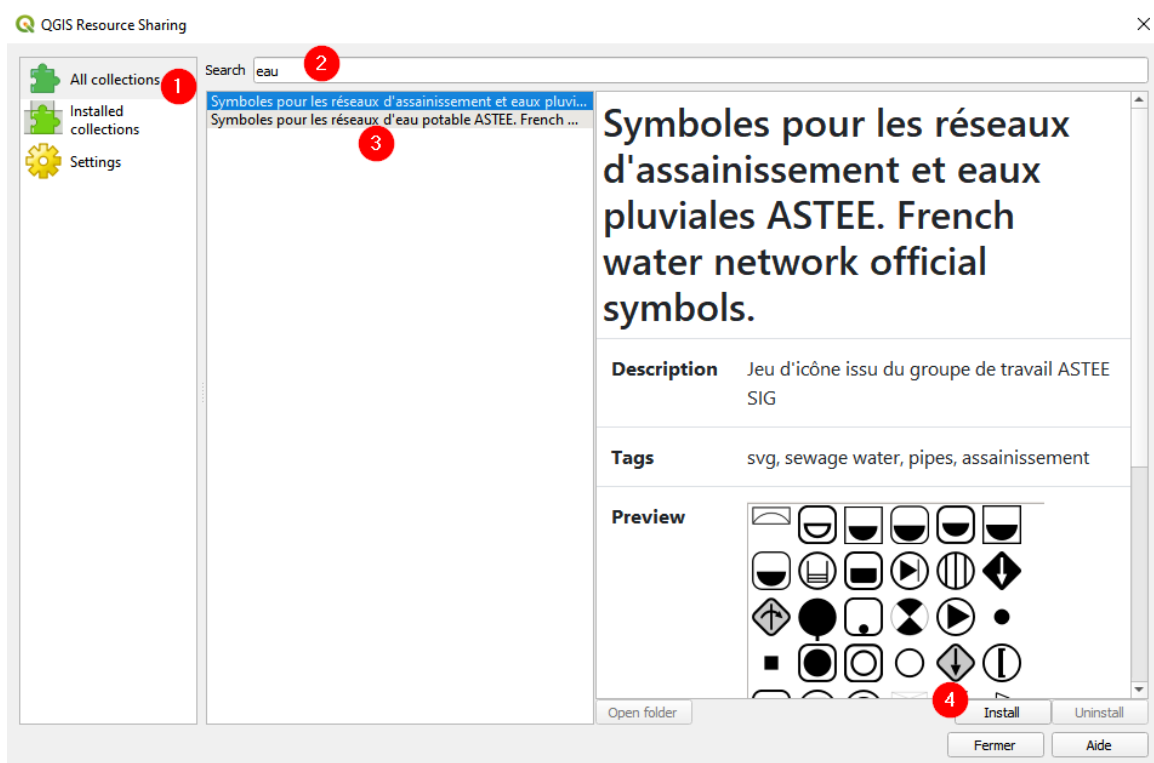 QGIS Resource Sharing
All collections
1
Installed
collections
Settings
Search eau
2
Symboles pour les réseaux d'assainissement et eaux pluvi...
Symboles pour les réseaux d'eau potable ASTEE. French ...
3
Symboles pour les réseaux
d'assainissement et eaux
pluviales ASTEE. French
water network official
symbols.
Description Jeu d'icône issu du groupe de travail ASTEE
SIG
Tags svg, sewage water, pipes, assainissement
Preview
4
Open folder Install Uninstall
Fermer Aide